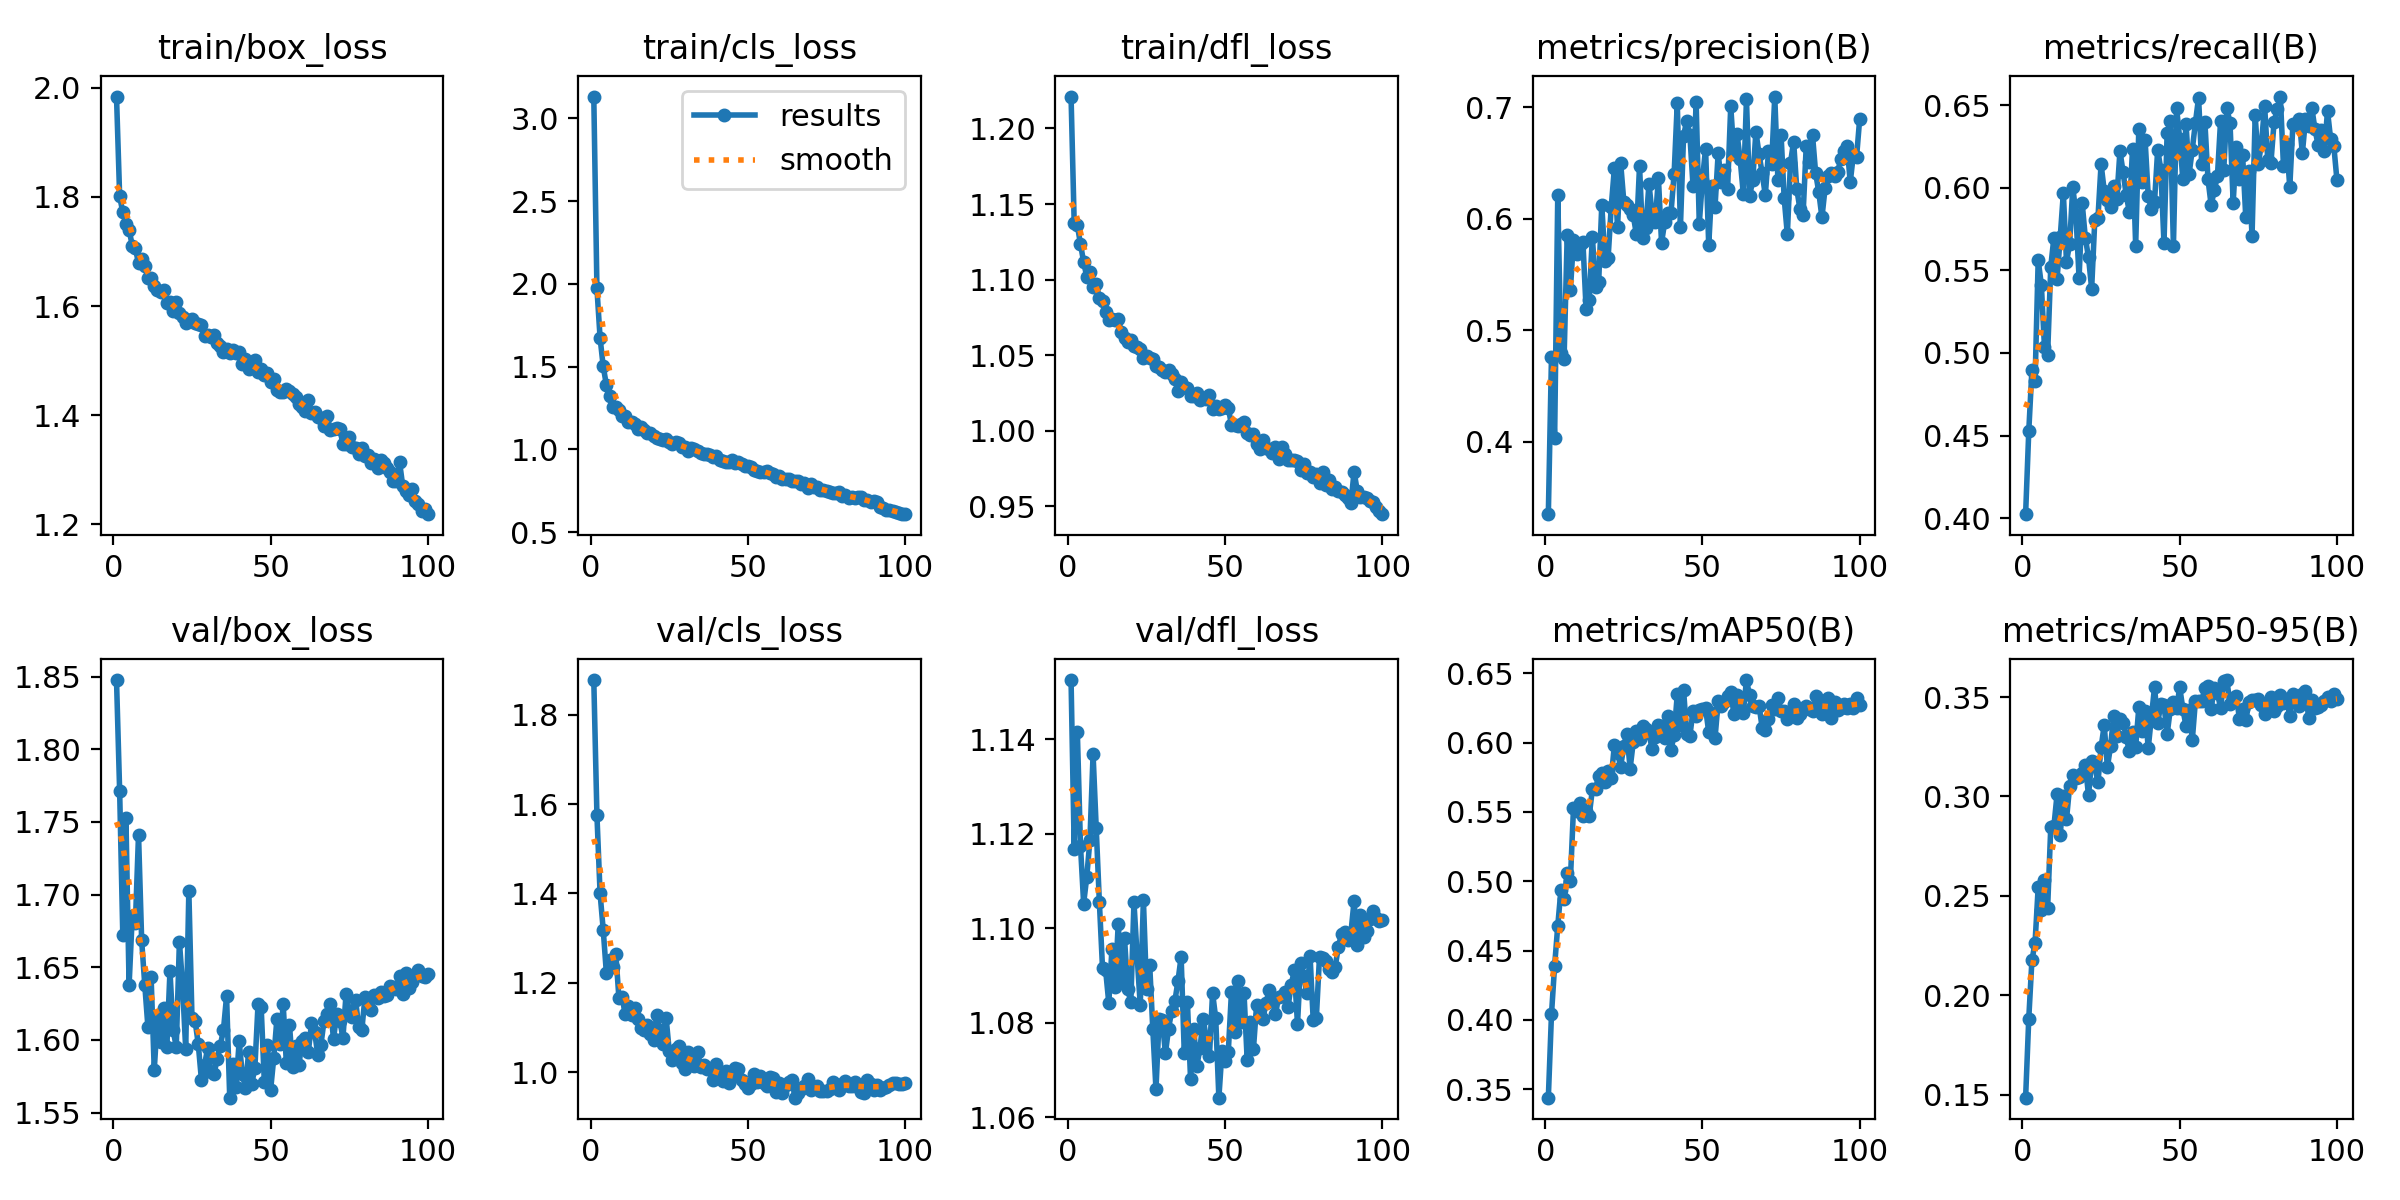 train/box_loss
2.0
1.8
1.6
1.4
1.2
0 50 100
train/cls_loss
results
smooth
3.0
2.5
2.0
1.5
1.0
0.5
0 50 100
train/dfl_loss
1.20
1.15
1.10
1.05
1.00
0.95
0 50 100
metrics/precision(B)
0.7
0.6
0.5
0.4
0 50 100
metrics/recall(B)
0.65
0.60
0.55
0.50
0.45
0.40
0 50 100
val/box_loss
1.85
1.80
1.75
1.70
1.65
1.60
1.55
0 50 100
val/cls_loss
1.8
1.6
1.4
1.2
1.0
0 50 100
val/dfl_loss
1.14
1.12
1.10
1.08
1.06
0 50 100
metrics/mAP50(B)
0.65
0.60
0.55
0.50
0.45
0.40
0.35
0 50 100
metrics/mAP50-95(B)
0.35
0.30
0.25
0.20
0.15
0 50 100